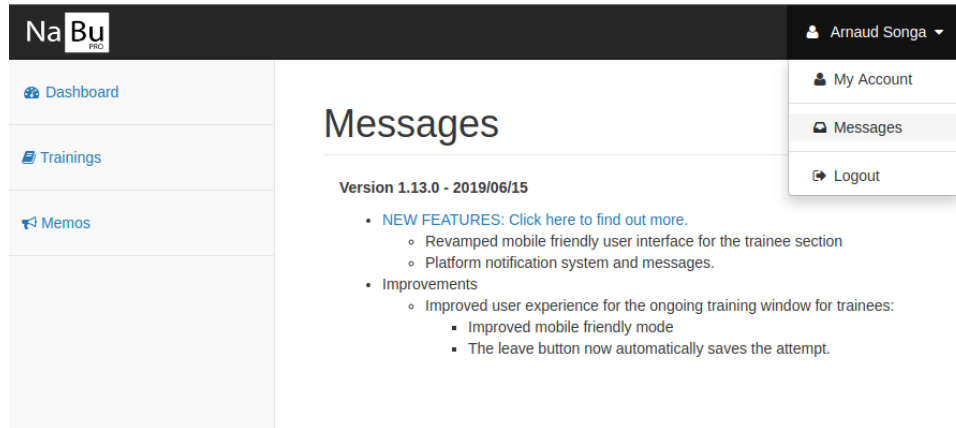 Na Bu
PRO
Arnaud Songa
My Account
Messages
Logout
Dashboard
Trainings
Memos
Messages
Version 1.13.0 - 2019/06/15
NEW FEATURES: Click here to find out more.
Revamped mobile friendly user interface for the trainee section
Platform notification system and messages.
Improvements
Improved user experience for the ongoing training window for trainees:
Improved mobile friendly mode
The leave button now automatically saves the attempt.